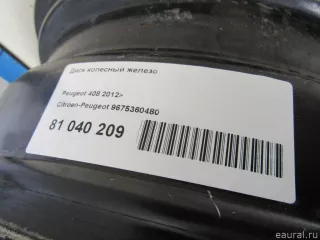 Диск колесный железо
Peugeot 408 2012>
Citroen-Peugeot 9675360480
81 040 209
eaural.ru